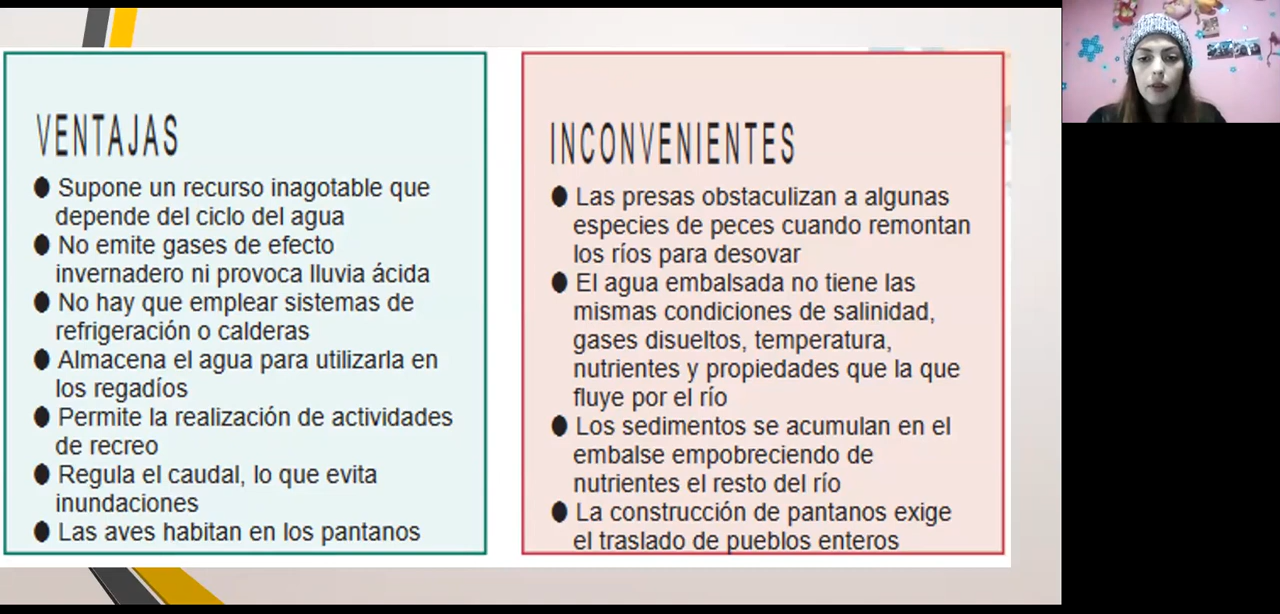 VENTAJAS
● Supone un recurso inagotable que
depende del ciclo del agua
● No emite gases de efecto
invernadero ni provoca lluvia ácida
● No hay que emplear sistemas de
refrigeración o calderas
● Almacena el agua para utilizarla en
los regadíos
● Permite la realización de actividades
de recreo
● Regula el caudal, lo que evita
inundaciones
● Las aves habitan en los pantanos
INCONVENIENTES
● Las presas obstaculizan a algunas
especies de peces cuando remontan
los ríos para desovar
● El agua embalsada no tiene las
mismas condiciones de salinidad,
gases disueltos, temperatura,
nutrientes y propiedades que la que
fluye por el río
● Los sedimentos se acumulan en el
embalse empobreciendo de
nutrientes el resto del río
● La construcción de pantanos exige
el traslado de pueblos enteros